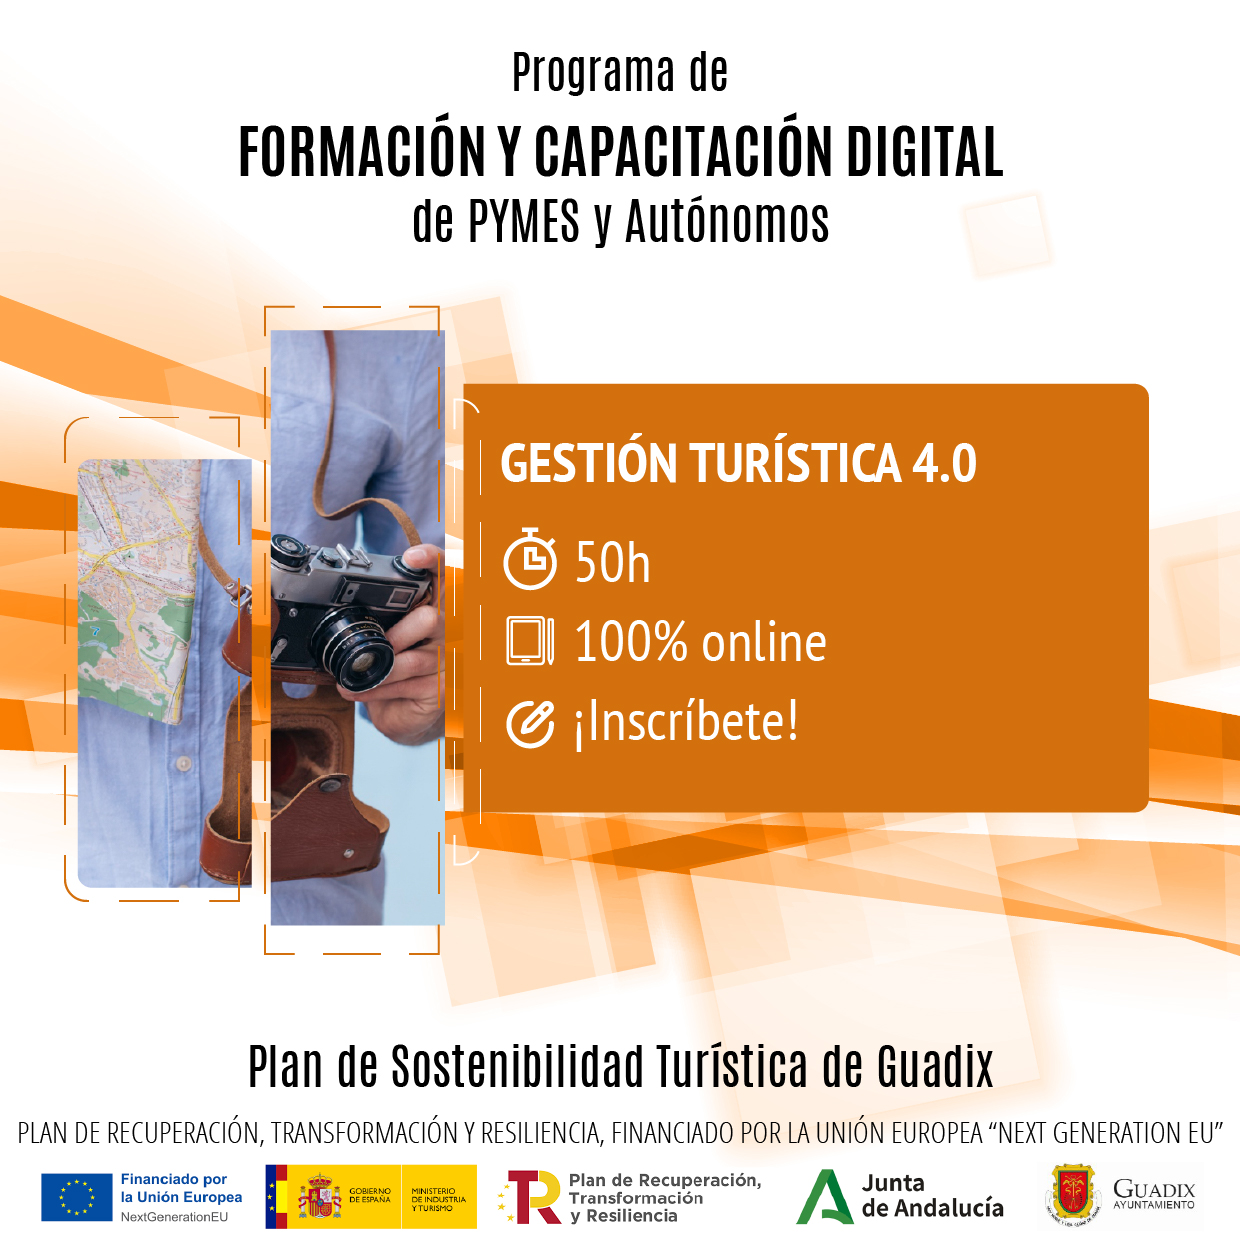 Programa de
FORMACIÓN Y CAPACITACIÓN DIGITAL
de PYMES y Autónomos
GESTIÓN TURÍSTICA 4.0
50h
100% online
¡Inscríbete!
Plan de Sostenibilidad Turística de Guadix
PLAN DE RECUPERACIÓN, TRANSFORMACIÓN Y RESILIENCIA, FINANCIADO POR LA UNIÓN EUROPEA “NEXT GENERATION EU”
Financiado por
la Unión Europea
NextGenerationEU
GOBIERNO
DE ESPAÑA
MINISTERIO
DE INDUSTRIA
Y TURISMO
Plan de Recuperación,
Transformación
y Resiliencia
Junta
de Andalucía
GUADIX
AYUNTAMIENTO